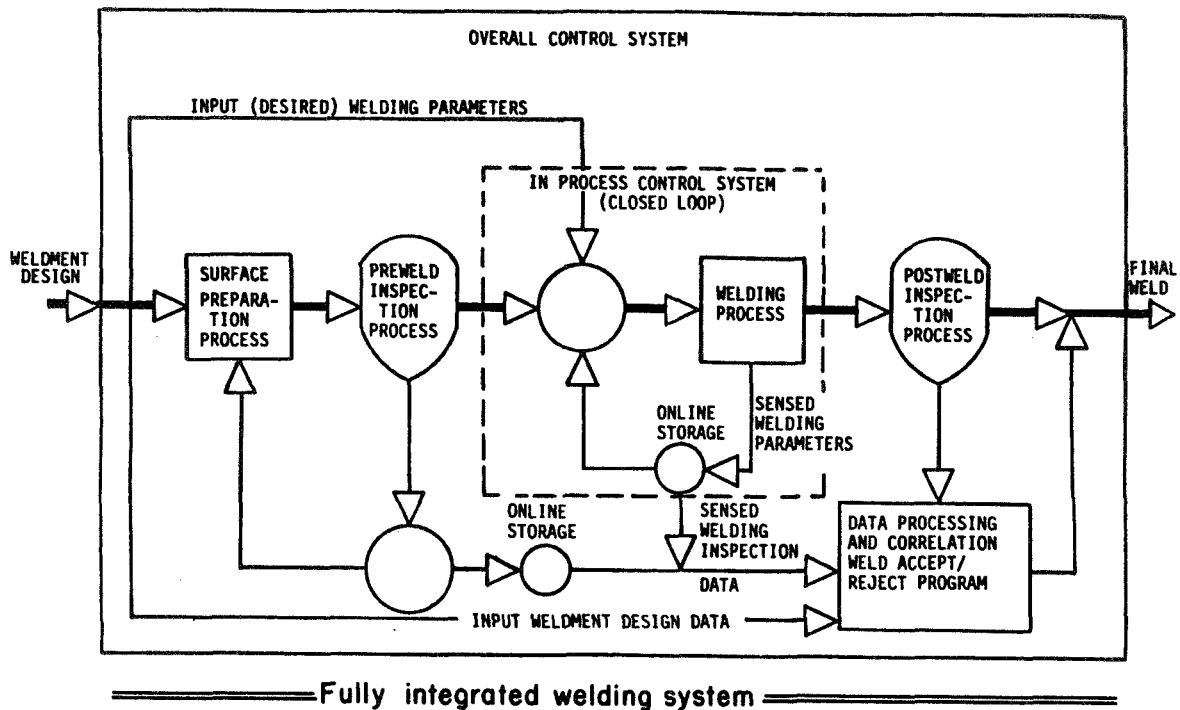 OVERALL CONTROL SYSTEM
INPUT (DESIRED) WELDING PARAMETERS
IN PROCESS CONTROL SYSTEM
(CLOSED LOOP)
WELDMENT
DESIGN
SURFACE
PREPARA-
TION
PROCESS
PREWELD
INSPEC-
TION
PROCESS
WELDING
PROCESS
POSTWELD
INSPEC-
TION
PROCESS
FINAL
WELD
ONLINE
STORAGE
SENSED
WELDING
PARAMETERS
ONLINE
STORAGE
SENSED
WELDING
INSPECTION
DATA
DATA PROCESSING
AND CORRELATION
WELD ACCEPT/
REJECT PROGRAM
INPUT WELDMENT DESIGN DATA
Fully integrated welding system